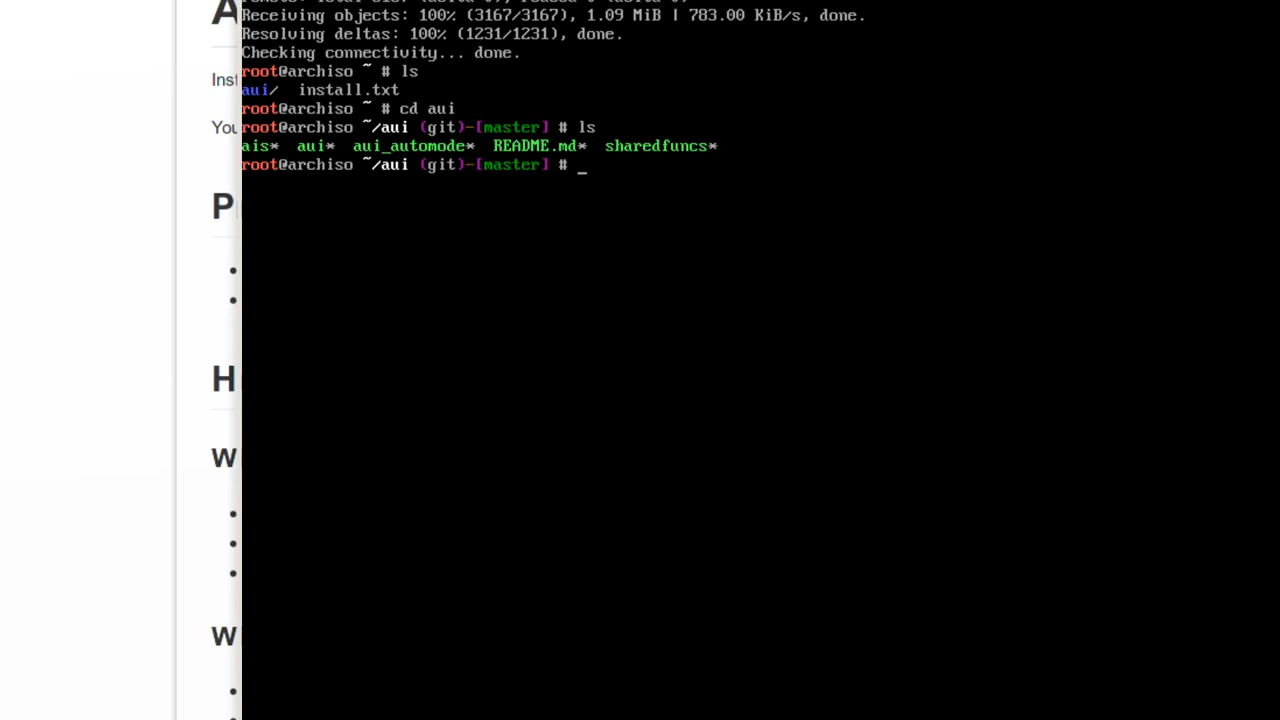 Receiving objects: 100% (3167/3167), 1.09 MiB | 783.00 KiB/s, done.
Resolving deltas: 100% (1231/1231), done.
Checking connectivity... done.
root@archiso ~ # ls
aui/  install.txt
root@archiso ~ # cd aui
root@archiso ~/aui (git)-[master] # ls
ais*  aui*  aui_automode*  README.md*  sharedfuncs*
root@archiso ~/aui (git)-[master] # _